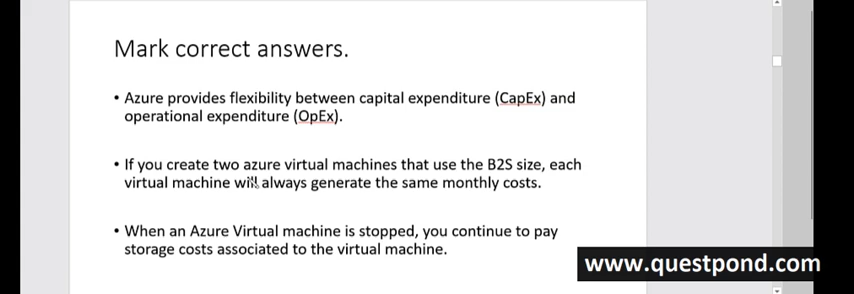 Mark correct answers.
• Azure provides flexibility between capital expenditure (CapEx) and
operational expenditure (OpEx).
• If you create two azure virtual machines that use the B2S size, each
virtual machine will always generate the same monthly costs.
• When an Azure Virtual machine is stopped, you continue to pay
storage costs associated to the virtual machine.
www.questpond.com